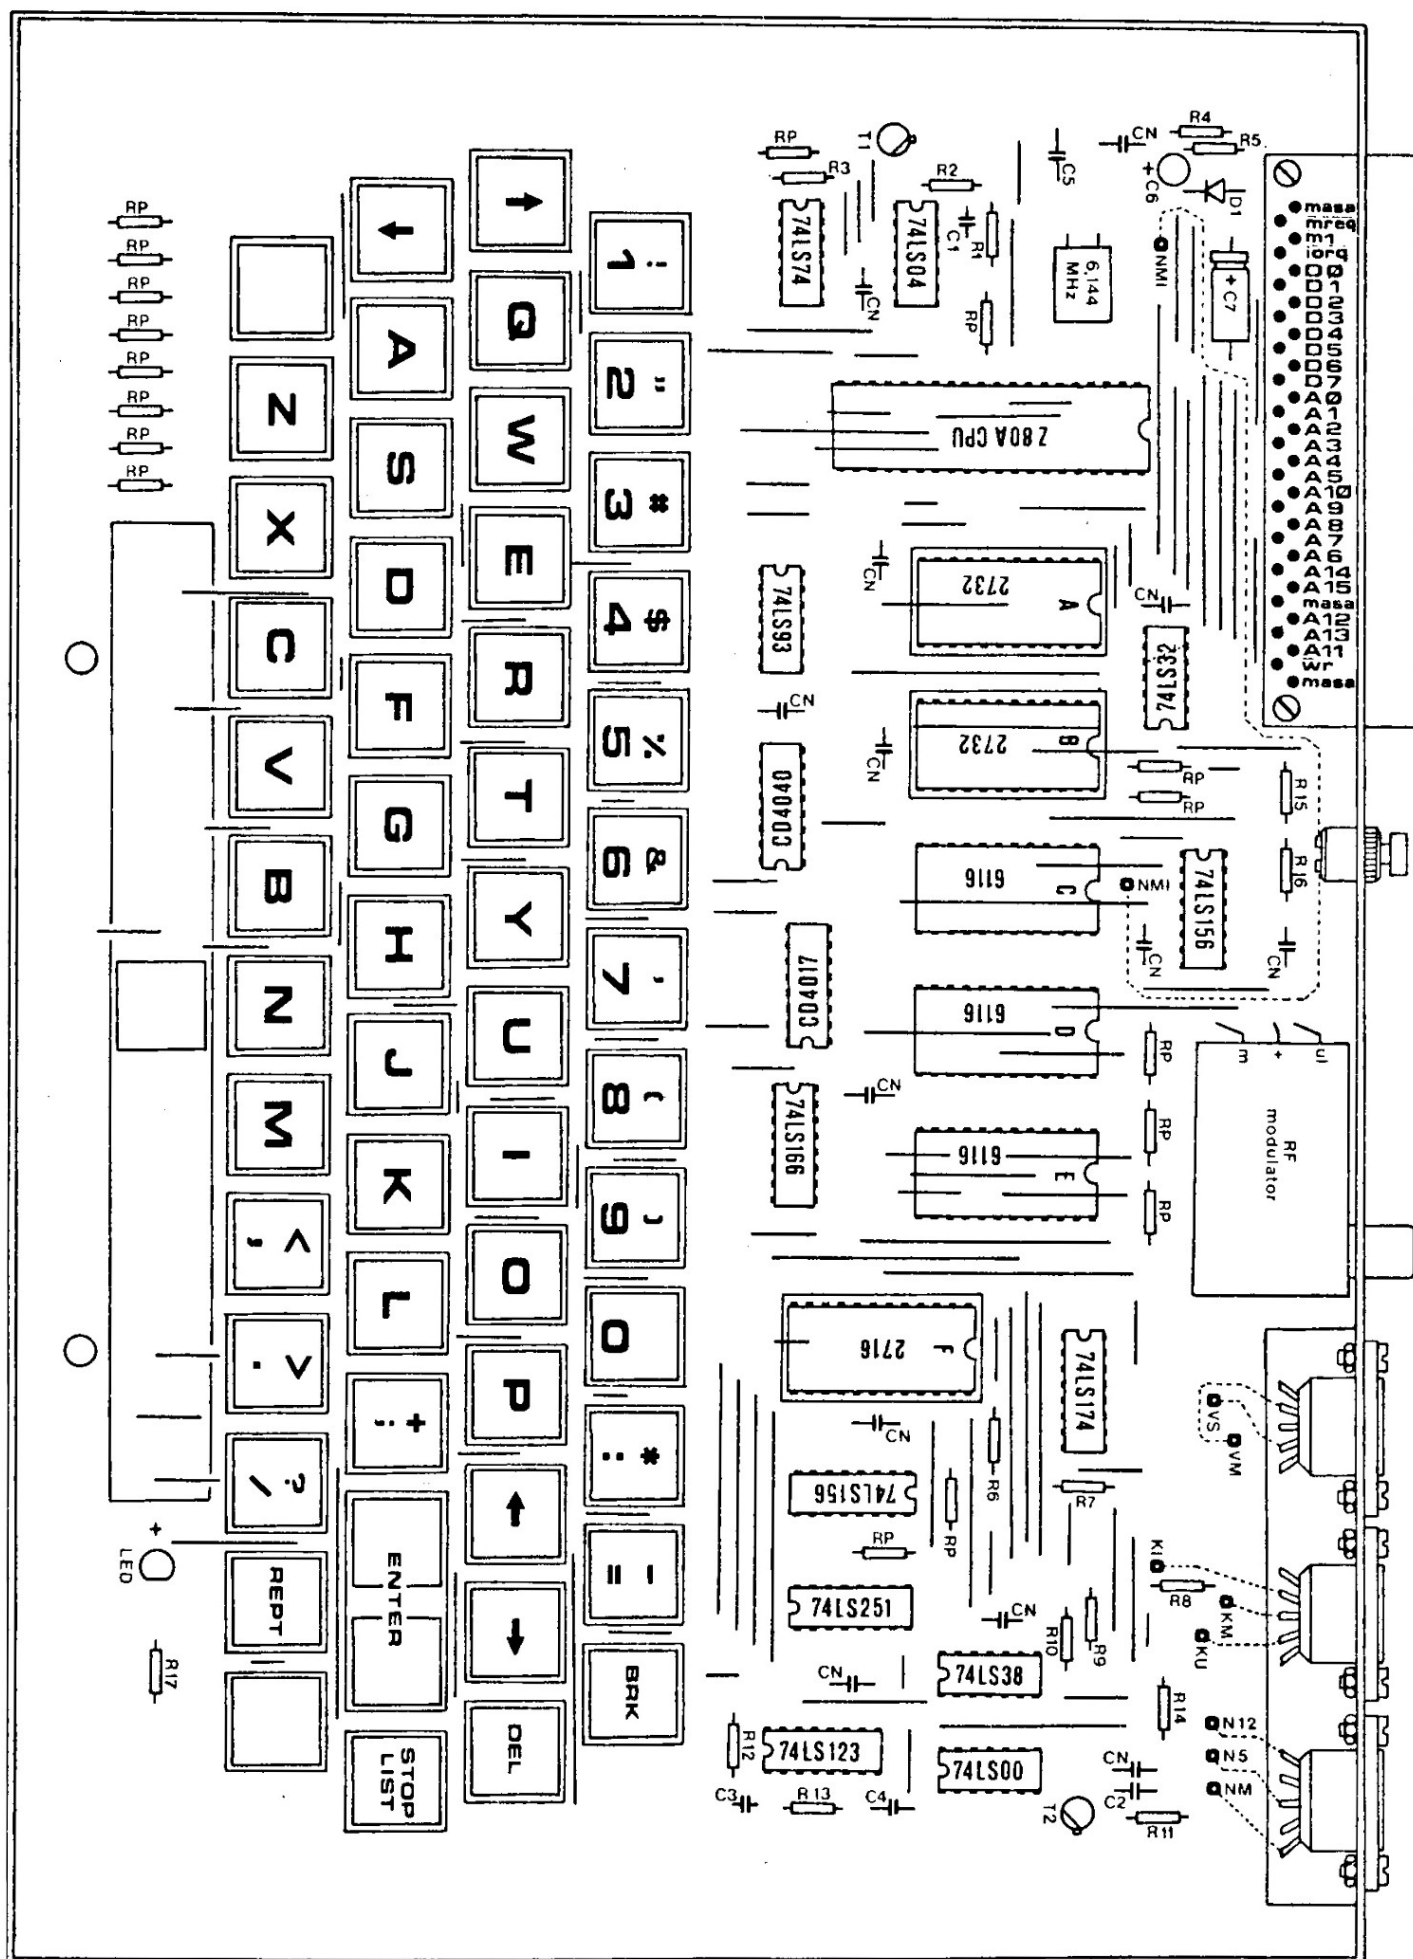 R4
R5
CN
C5
+
C6
D1
NMI
+
C7
6,144
MHz
masa
mreq
m1
iorq
D0
D1
D2
D3
D4
D5
D6
D7
A0
A1
A2
A3
A4
A5
A10
A9
A8
A7
A6
A14
A15
masa
A12
A13
A11
wr
masa
RP
R3
T1
R2
C1
R1
74LS74
74LS04
CN
RP
Z80A CPU
CN
2732
A
CN
74LS93
74LS32
CN
2732
B
CN
RP
RP
R15
R16
CD4040
6116
C
NMI
74LS156
CN
CN
CD4017
6116
D
RP
RP
RP
m
+
ul
RF
modulator
74LS166
CN
6116
E
2716
F
74LS174
CN
R6
R7
VS
VM
74LS156
RP
RP
KI
R8
KM
KU
74LS251
CN
R10
R9
74LS38
CN
R14
N12
N5
NM
R12
74LS123
74LS00
CN
C2
C3
R13
C4
T2
R11
! 1
" 2
# 3
$ 4
% 5
& 6
' 7
( 8
) 9
0
* :
- =
BRK
↑
Q
W
E
R
T
Y
U
I
O
P
←
→
DEL
↓
A
S
D
F
G
H
J
K
L
+ ;
ENTER
STOP
LIST
Z
X
C
V
B
N
M
< ,
> .
? /
REPT
RP
RP
RP
RP
RP
RP
RP
RP
+
LED
R17